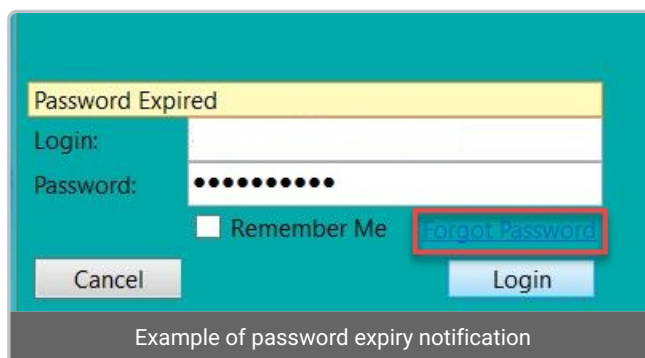 Password Expired
Login:
Password: ••••••••••
Remember Me Forgot Password
Cancel Login
Example of password expiry notification